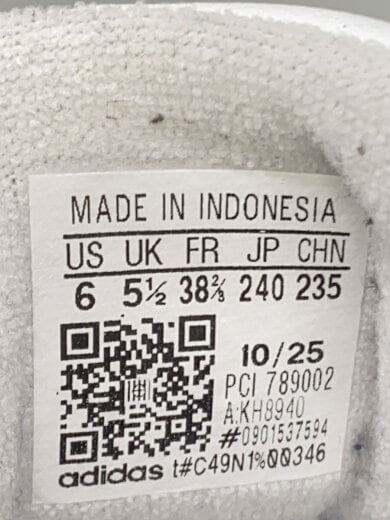 MADE IN INDONESIA
US UK FR JP CHN
6 5½ 38⅔ 240 235
10/25
PCI 789002
A:KH8940
#0901537594
adidas t#C49N1%00346